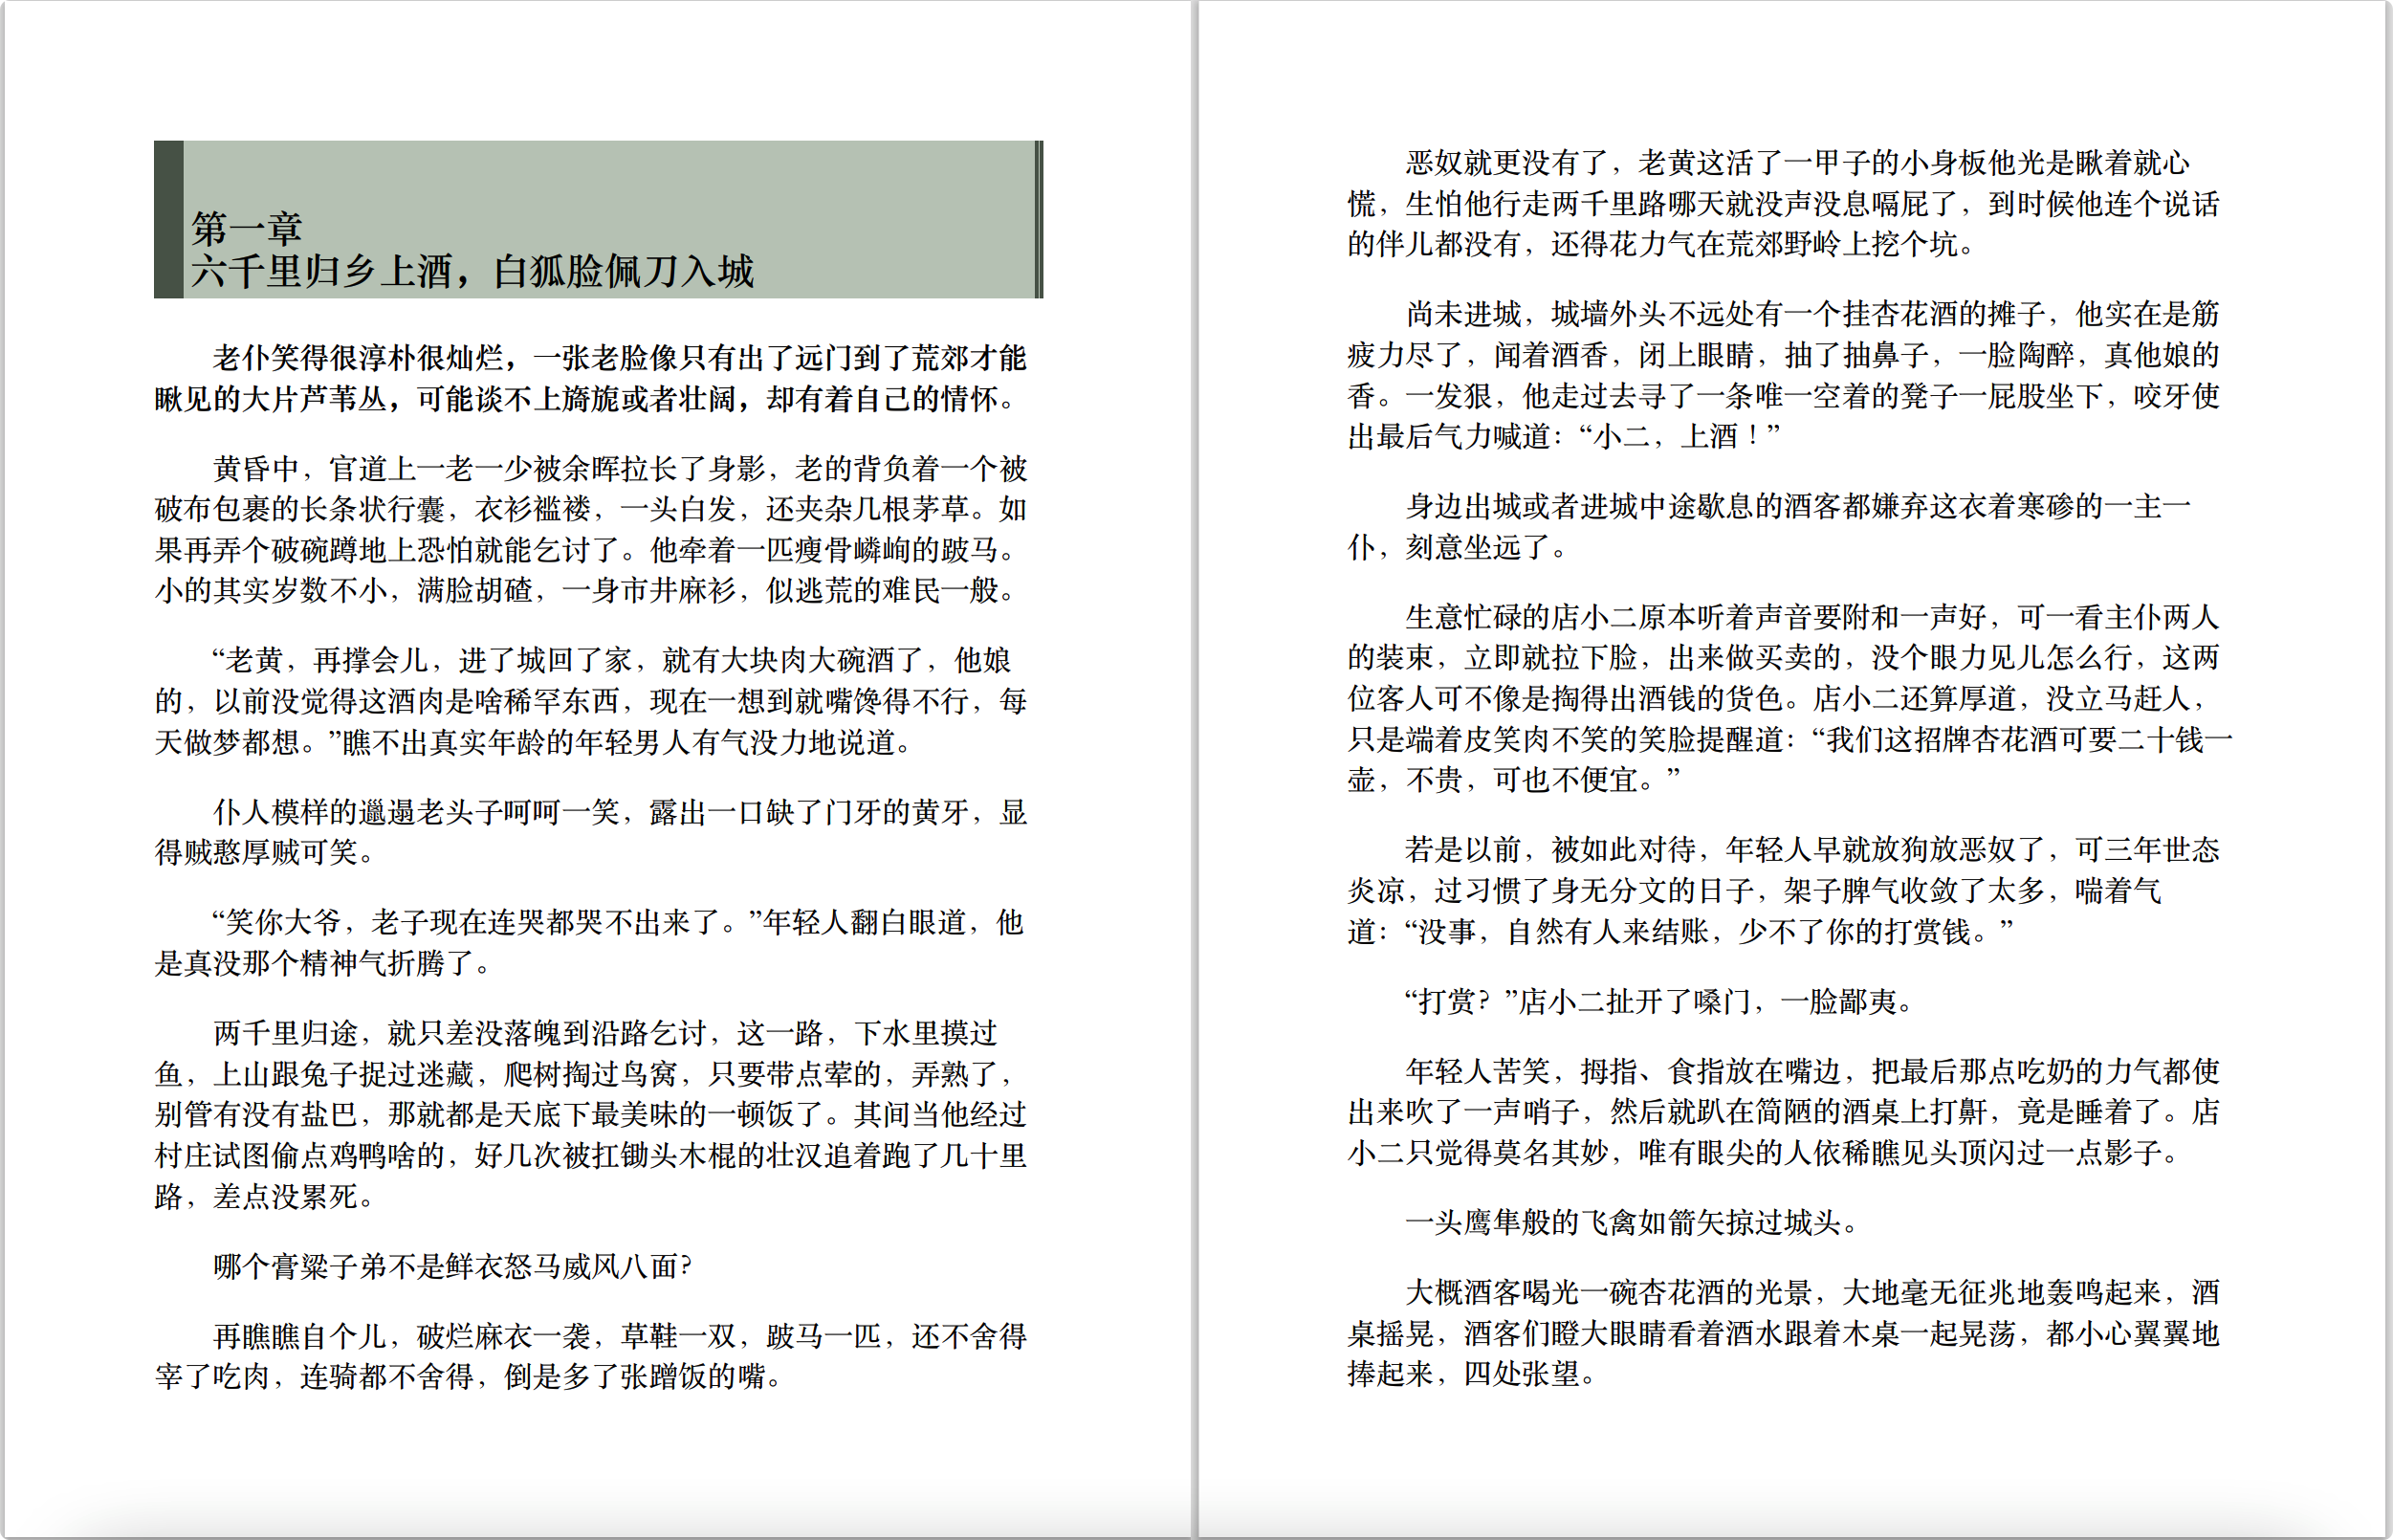 第一章
六千里归乡上酒，白狐脸佩刀入城
老仆笑得很淳朴很灿烂，一张老脸像只有出了远门到了荒郊才能
瞅见的大片芦苇丛，可能谈不上旖旎或者壮阔，却有着自己的情怀。
黄昏中，官道上一老一少被余晖拉长了身影，老的背负着一个被
破布包裹的长条状行囊，衣衫褴褛，一头白发，还夹杂几根茅草。如
果再弄个破碗蹲地上恐怕就能乞讨了。他牵着一匹瘦骨嶙峋的跛马。
小的其实岁数不小，满脸胡碴，一身市井麻衫，似逃荒的难民一般。
“老黄，再撑会儿，进了城回了家，就有大块肉大碗酒了，他娘
的，以前没觉得这酒肉是啥稀罕东西，现在一想到就嘴馋得不行，每
天做梦都想。”瞧不出真实年龄的年轻男人有气没力地说道。
仆人模样的邋遢老头子呵呵一笑，露出一口缺了门牙的黄牙，显
得贼憨厚贼可笑。
“笑你大爷，老子现在连哭都哭不出来了。”年轻人翻白眼道，他
是真没那个精神气折腾了。
两千里归途，就只差没落魄到沿路乞讨，这一路，下水里摸过
鱼，上山跟兔子捉过迷藏，爬树掏过鸟窝，只要带点荤的，弄熟了，
别管有没有盐巴，那就都是天底下最美味的一顿饭了。其间当他经过
村庄试图偷点鸡鸭啥的，好几次被扛锄头木棍的壮汉追着跑了几十里
路，差点没累死。
哪个膏粱子弟不是鲜衣怒马威风八面？
再瞧瞧自个儿，破烂麻衣一袭，草鞋一双，跛马一匹，还不舍得
宰了吃肉，连骑都不舍得，倒是多了张蹭饭的嘴。
恶奴就更没有了，老黄这活了一甲子的小身板他光是瞅着就心
慌，生怕他行走两千里路哪天就没声没息嗝屁了，到时候他连个说话
的伴儿都没有，还得花力气在荒郊野岭上挖个坑。
尚未进城，城墙外头不远处有一个挂杏花酒的摊子，他实在是筋
疲力尽了，闻着酒香，闭上眼睛，抽了抽鼻子，一脸陶醉，真他娘的
香。一发狠，他走过去寻了一条唯一空着的凳子一屁股坐下，咬牙使
出最后气力喊道：“小二，上酒！”
身边出城或者进城中途歇息的酒客都嫌弃这衣着寒碜的一主一
仆，刻意坐远了。
生意忙碌的店小二原本听着声音要附和一声好，可一看主仆两人
的装束，立即就拉下脸，出来做买卖的，没个眼力见儿怎么行，这两
位客人可不像是掏得出酒钱的货色。店小二还算厚道，没立马赶人，
只是端着皮笑肉不笑的笑脸提醒道：“我们这招牌杏花酒可要二十钱一
壶，不贵，可也不便宜。”
若是以前，被如此对待，年轻人早就放狗放恶奴了，可三年世态
炎凉，过习惯了身无分文的日子，架子脾气收敛了太多，喘着气
道：“没事，自然有人来结账，少不了你的打赏钱。”
“打赏？”店小二扯开了嗓门，一脸鄙夷。
年轻人苦笑，拇指、食指放在嘴边，把最后那点吃奶的力气都使
出来吹了一声哨子，然后就趴在简陋的酒桌上打鼾，竟是睡着了。店
小二只觉得莫名其妙，唯有眼尖的人依稀瞧见头顶闪过一点影子。
一头鹰隼般的飞禽如箭矢掠过城头。
大概酒客喝光一碗杏花酒的光景，大地毫无征兆地轰鸣起来，酒
桌摇晃，酒客们瞪大眼睛看着酒水跟着木桌一起晃荡，都小心翼翼地
捧起来，四处张望。